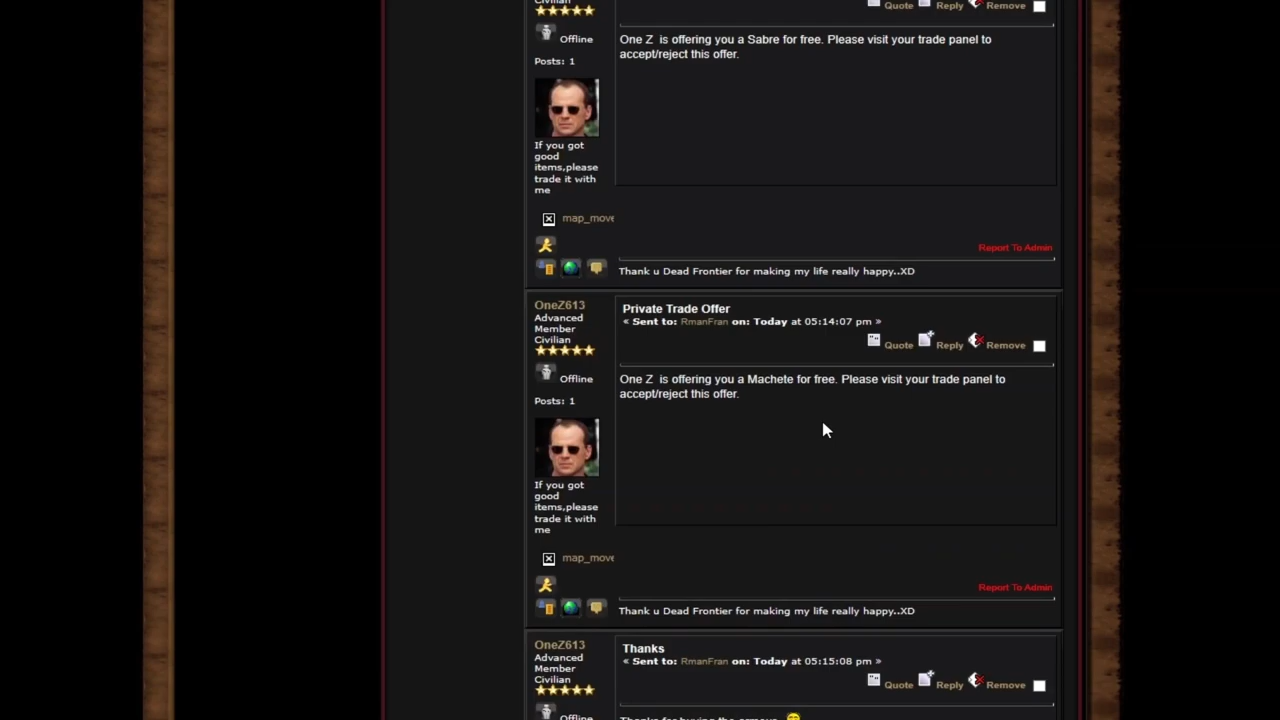 Civilian
Quote Reply Remove
Offline
One Z is offering you a Sabre for free. Please visit your trade panel to
accept/reject this offer.
Posts: 1
If you got
good
items,please
trade it with
me
map_move
Report To Admin
Thank u Dead Frontier for making my life really happy..XD
OneZ613
Advanced
Member
Civilian
Private Trade Offer
« Sent to: RmanFran on: Today at 05:14:07 pm »
Quote Reply Remove
Offline
One Z is offering you a Machete for free. Please visit your trade panel to
accept/reject this offer.
Posts: 1
If you got
good
items,please
trade it with
me
map_move
Report To Admin
Thank u Dead Frontier for making my life really happy..XD
OneZ613
Advanced
Member
Civilian
Thanks
« Sent to: RmanFran on: Today at 05:15:08 pm »
Quote Reply Remove
Offline
Thanks for buying the